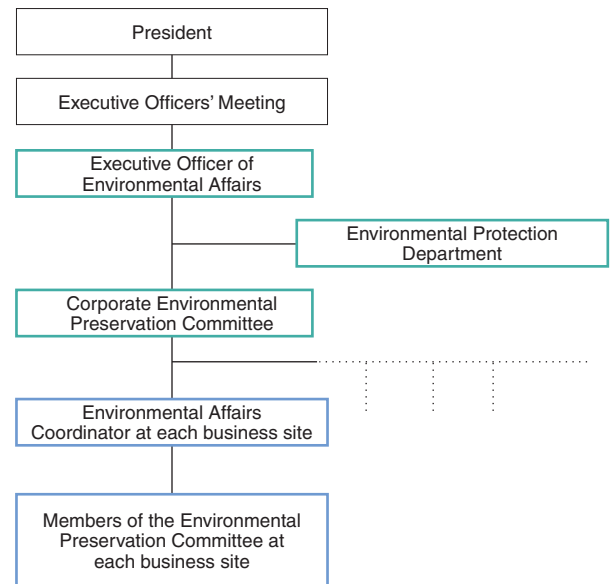 President
Executive Officers' Meeting
Executive Officer of
Environmental Affairs
Environmental Protection
Department
Corporate Environmental
Preservation Committee
Environmental Affairs
Coordinator at each business site
Members of the Environmental
Preservation Committee at
each business site